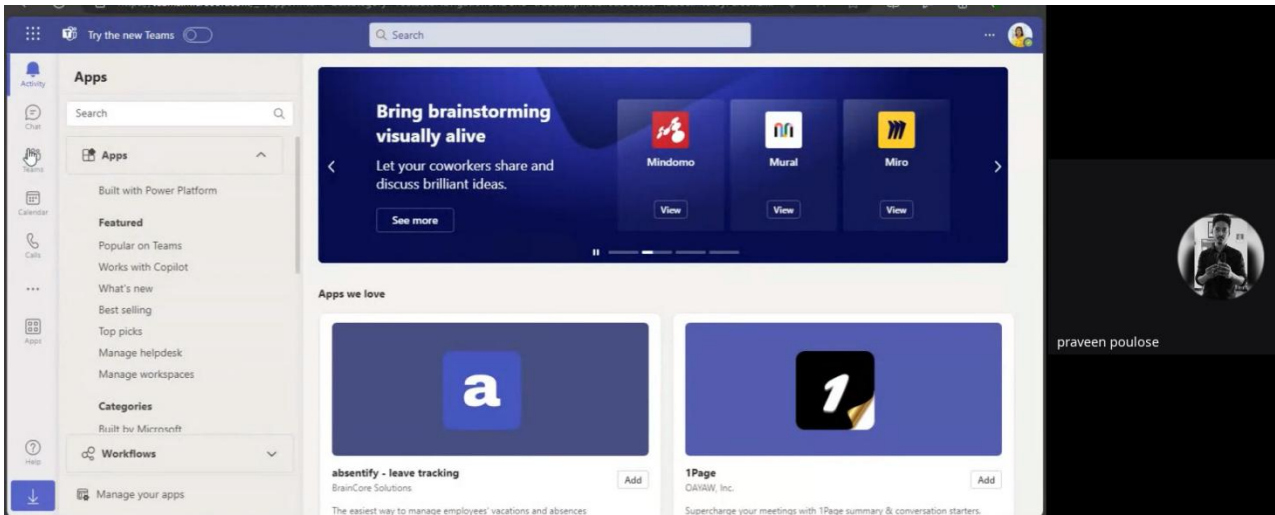 Try the new Teams
Search
...
Activity
Chat
Teams
Calendar
Calls
...
Apps
Help
Apps
Search
Apps
Built with Power Platform
Featured
Popular on Teams
Works with Copilot
What's new
Best selling
Top picks
Manage helpdesk
Manage workspaces
Categories
Built by Microsoft
Workflows
Manage your apps
Bring brainstorming
visually alive
Let your coworkers share and
discuss brilliant ideas.
See more
Mindomo
View
Mural
View
Miro
View
Apps we love
a
absentify - leave tracking
BrainCore Solutions
Add
The easiest way to manage employees' vacations and absences
1
1Page
OAYAW, Inc.
Add
Supercharge your meetings with 1Page summary & conversation starters.
praveen poulose